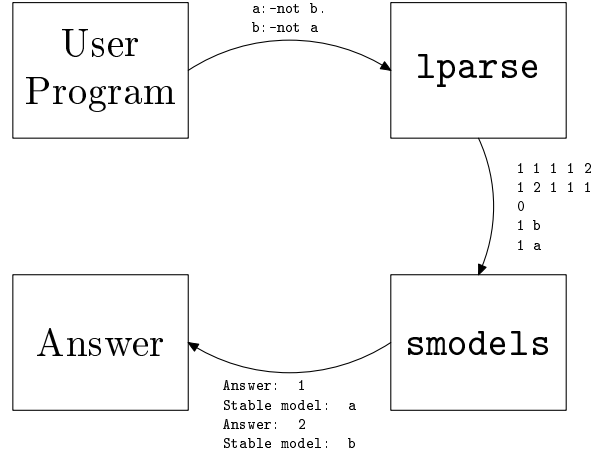 User
Program
a:-not b.
b:-not a
lparse
1 1 1 1 2
1 2 1 1 1
0
1 b
1 a
smodels
Answer: 1
Stable model: a
Answer: 2
Stable model: b
Answer